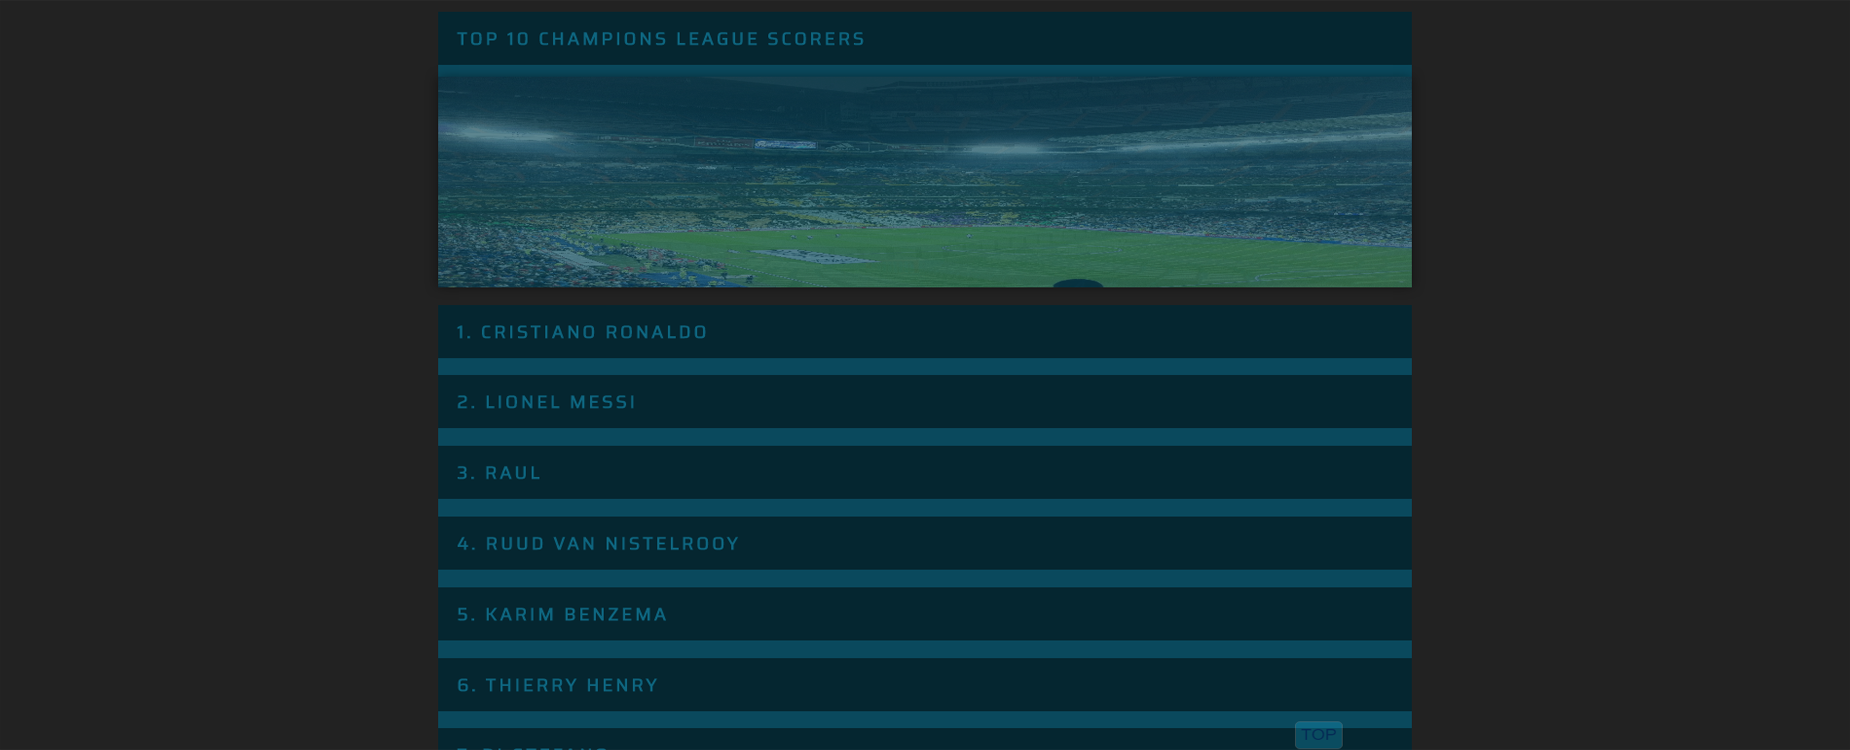 TOP 10 CHAMPIONS LEAGUE SCORERS
1. CRISTIANO RONALDO
2. LIONEL MESSI
3. RAUL
4. RUUD VAN NISTELROOY
5. KARIM BENZEMA
6. THIERRY HENRY
TOP